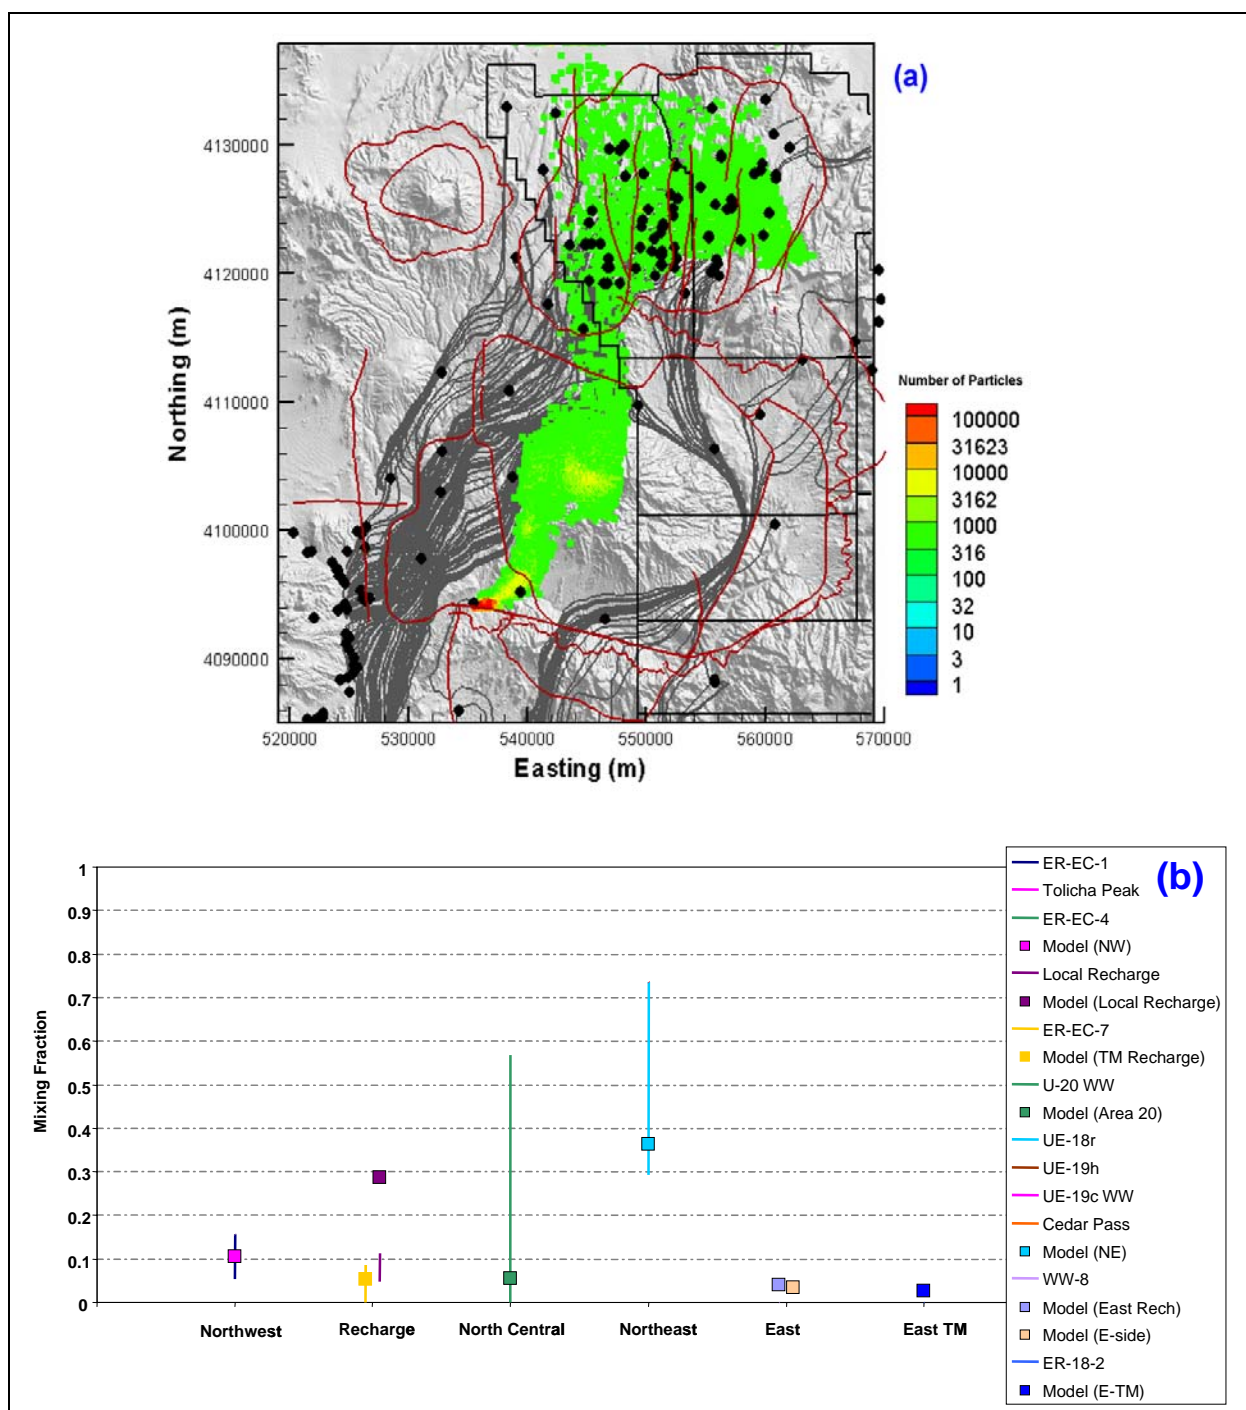 (a)
4130000
4120000
4110000
4100000
4090000
Northing (m)
520000 530000 540000 550000 560000 570000
Easting (m)
Number of Particles
100000
31623
10000
3162
1000
316
100
32
10
3
1
(b)
1
0.9
0.8
0.7
0.6
0.5
0.4
0.3
0.2
0.1
0
Mixing Fraction
Northwest Recharge North Central Northeast East East TM
ER-EC-1
Tolicha Peak
ER-EC-4
Model (NW)
Local Recharge
Model (Local Recharge)
ER-EC-7
Model (TM Recharge)
U-20 WW
Model (Area 20)
UE-18r
UE-19h
UE-19c WW
Cedar Pass
Model (NE)
WW-8
Model (East Rech)
Model (E-side)
ER-18-2
Model (E-TM)